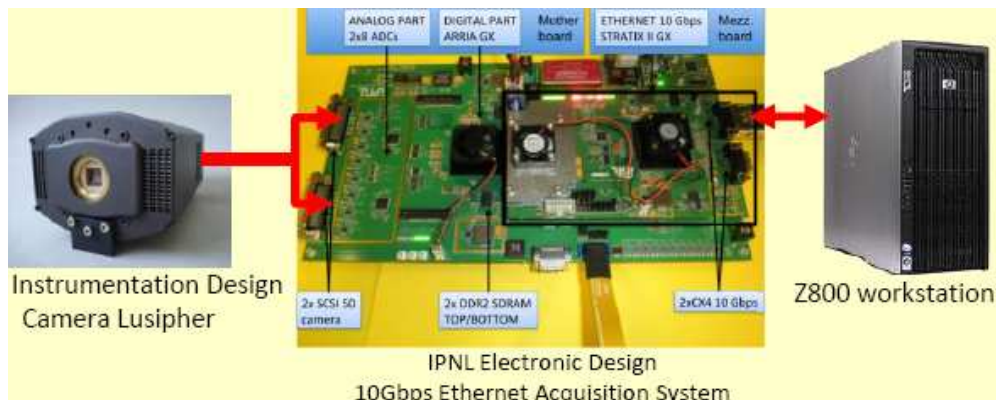 ANALOG PART
2x8 ADCs
DIGITAL PART
ARRIA GX
Mother
board
ETHERNET 10 Gbps
STRATIX II GX
Mezz.
board
Instrumentation Design
Camera Lusipher
2x SCSI 50
camera
2x DDR2 SDRAM
TOP/BOTTOM
2xCX4 10 Gbps
Z800 workstation
IPNL Electronic Design
10Gbps Ethernet Acquisition System